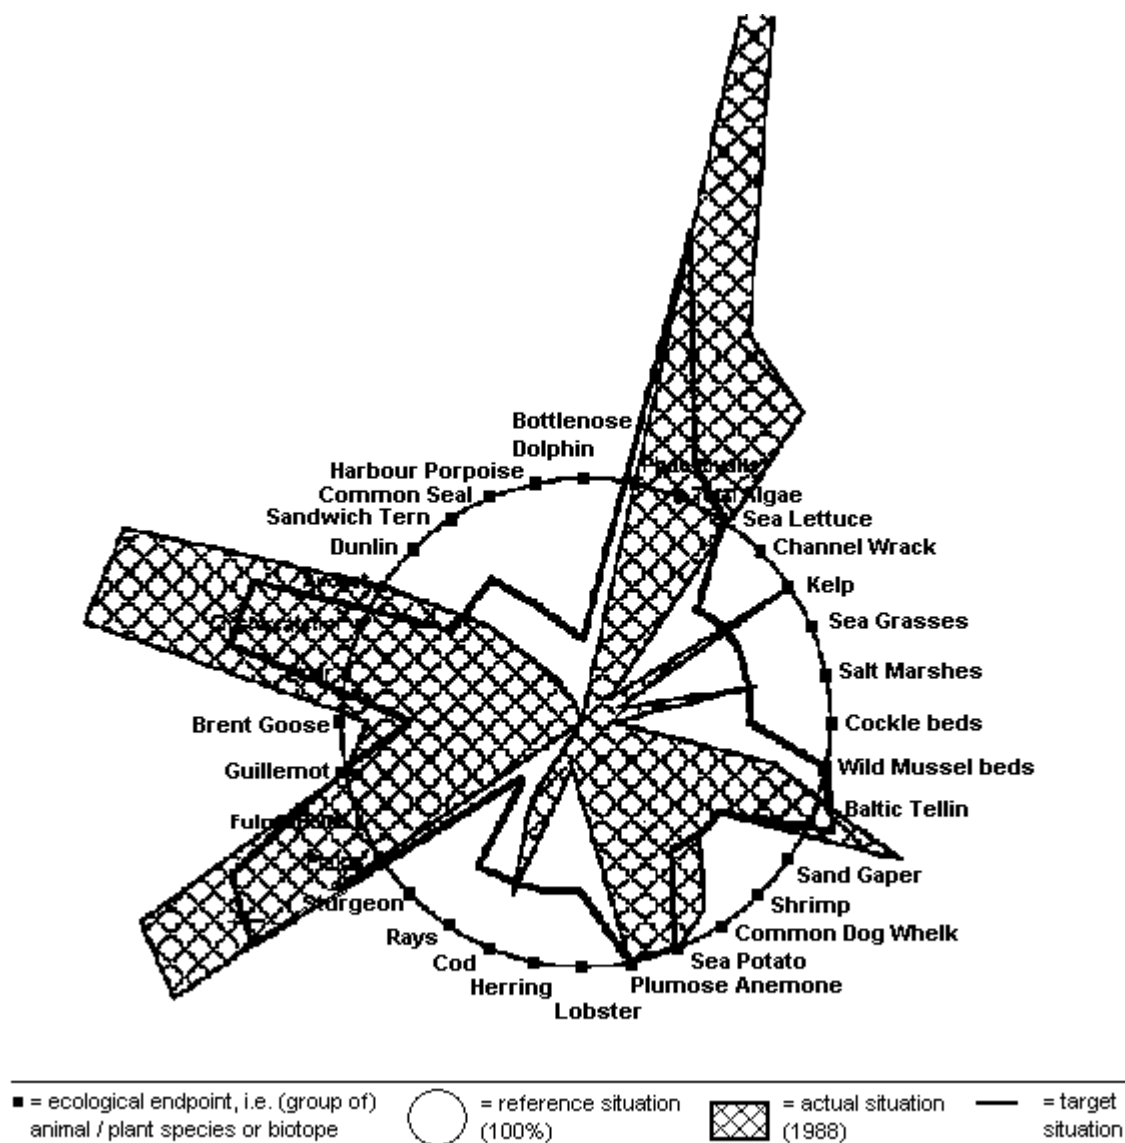 Bottlenose
Dolphin
Harbour Porpoise
Common Seal
Sandwich Tern
Dunlin
Algae
Sea Lettuce
Channel Wrack
Kelp
Sea Grasses
Salt Marshes
Cockle beds
Wild Mussel beds
Baltic Tellin
Sand Gaper
Shrimp
Common Dog Whelk
Sea Potato
Plumose Anemone
Lobster
Herring
Cod
Rays
Sturgeon
Guillemot
Brent Goose
■ = ecological endpoint, i.e. (group of)
animal / plant species or biotope
= reference situation
(100%)
= actual situation
(1988)
= target
situation